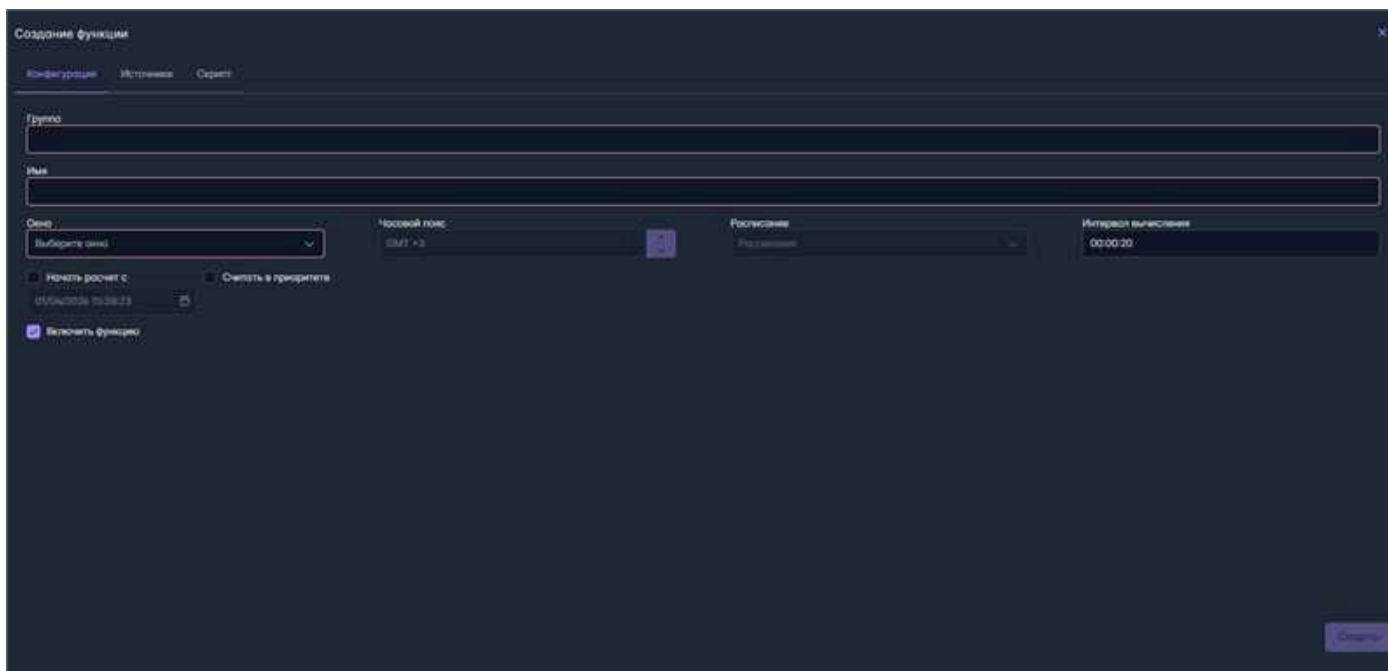 Создание функции
Конфигурация Источники Скрипт
Группа
Имя
Окно Часовой пояс Расписание Интервал вычисления
Выберите окно GMT +3 Расписание 00:00:20
Начать расчет с Считать в приоритете
Включить функцию
Создать